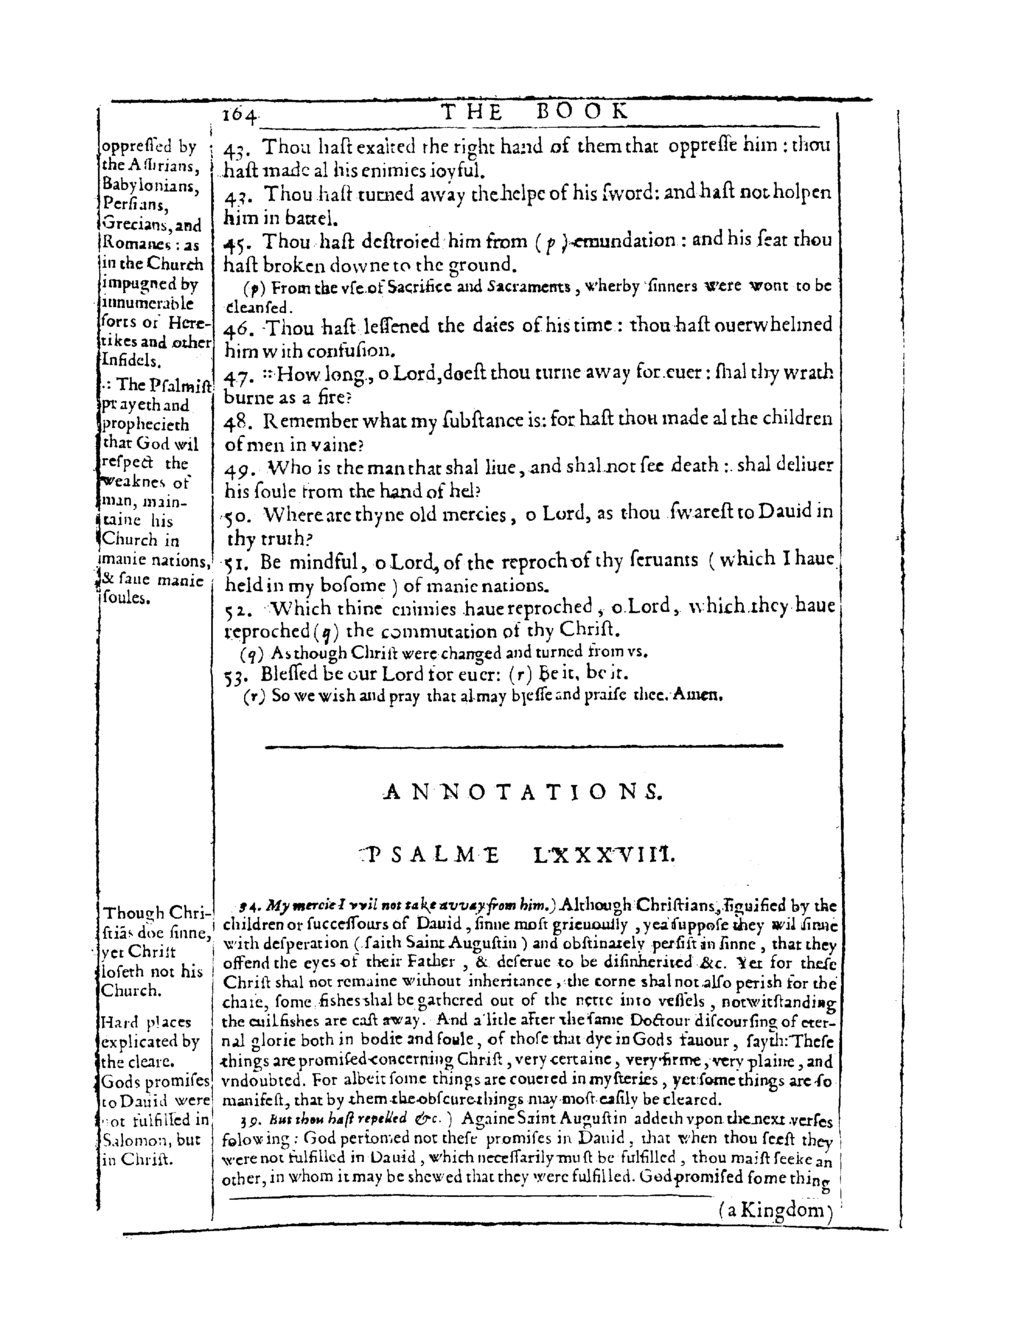 164 THE BOOK
oppreſſed by
the Aſſirians,
Babylonians,
Perſians,
Grecians, and
Romanes : as
in the Church
impugned by
innumerable
ſorts of Here-
tikes and other
Infidels.
.: The Pſalmiſt
prayeth and
prophecieth
that God wil
reſpect the
weaknes of
man, main-
taine his
Church in
manie nations,
& ſaue manie
ſoules.
43. Thou haſt exalted the right hand of them that oppreſſe him : thou
haſt made al his enimies ioyful.
43. Thou haſt turned away the helpe of his ſword: and haſt not holpen
him in battel.
45. Thou haſt deſtroied him from ( p ) emundation : and his ſeat thou
haſt broken downe to the ground.
(p) From the vſe of Sacrifice and Sacraments , wherby ſinners were wont to be
cleanſed.
46. Thou haſt leſſened the daies of his time : thou haſt ouerwhelmed
him with confuſion.
47. :: How long , o Lord, doeſt thou turne away for euer : ſhal thy wrath
burne as a fire?
48. Remember what my ſubſtance is: for haſt thou made al the children
of men in vaine?
49. Who is the man that shal liue , and shal not ſee death : shal deliuer
his ſoule from the hand of hel?
50. Where are thyne old mercies , o Lord, as thou ſwareſt to Dauid in
thy truth?
51. Be mindful, o Lord, of the reproch of thy ſeruants ( which I haue
held in my boſome ) of manie nations.
52. Which thine enimies haue reproched , o Lord , which they haue
reproched (q) the commutation of thy Chriſt.
(q) As though Chriſt were changed and turned from vs.
53. Bleſſed be our Lord for euer: (r) Be it, be it.
(r) So we wish and pray that al may bleſſe and praiſe thee. Amen.
ANNOTATIONS.
PSALME LXXXVIII.
Though Chri-
ſtiãs doe ſinne,
yet Chriſt
loſeth not his
Church.
Hard places
explicated by
the cleare.
Gods promiſes
to Dauid were
not fulfilled in
Salomon, but
in Chriſt.
34. My mercie I vvil not take avvay from him.) Although Chriſtians, ſignified by the
children or ſucceſſours of Dauid , ſinne moſt grieuouſly , yea ſuppoſe they wil ſinne
with deſperation ( ſaith Saint Auguſtin ) and obſtinately perſiſt in ſinne , that they
offend the eyes of their Father , & deſerue to be diſinherited &c. Yet for theſe
Chriſt shal not remaine without inheritance , the corne shal not alſo perish for the
chafe, ſome fishes shal be gathered out of the nette into veſſels , notwitſtanding
the euil fishes are caſt away. And a litle after the ſame Doctour diſcourſing of eter-
nal glorie both in bodie and ſoule , of thoſe that dye in Gods fauour , ſayth: Theſe
things are promiſed concerning Chriſt , very certaine , very firme , very plaine , and
vndoubted. For albeit ſome things are couered in myſteries , yet ſome things are ſo
manifeſt, that by them the obſcure things may moſt eaſily be cleared.
39. But thou haſt repelled &c. ) Againe Saint Auguſtin addeth vpon the next verſes
folowing : God performed not theſe promiſes in Dauid , that when thou ſeeſt they
were not fulfilled in Dauid , which neceſſarily muſt be fulfilled , thou maiſt ſeeke an
other, in whom it may be shewed that they were fulfilled. God promiſed ſome thing
(a Kingdom)